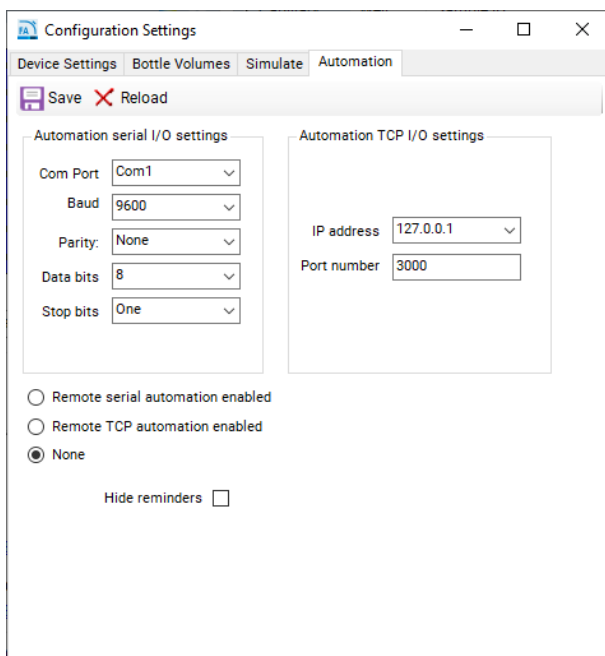 FA
Configuration Settings
Device Settings Bottle Volumes Simulate Automation
Save Reload
Automation serial I/O settings
Com Port Com1
Baud 9600
Parity: None
Data bits 8
Stop bits One
Automation TCP I/O settings
IP address 127.0.0.1
Port number 3000
Remote serial automation enabled
Remote TCP automation enabled
None
Hide reminders